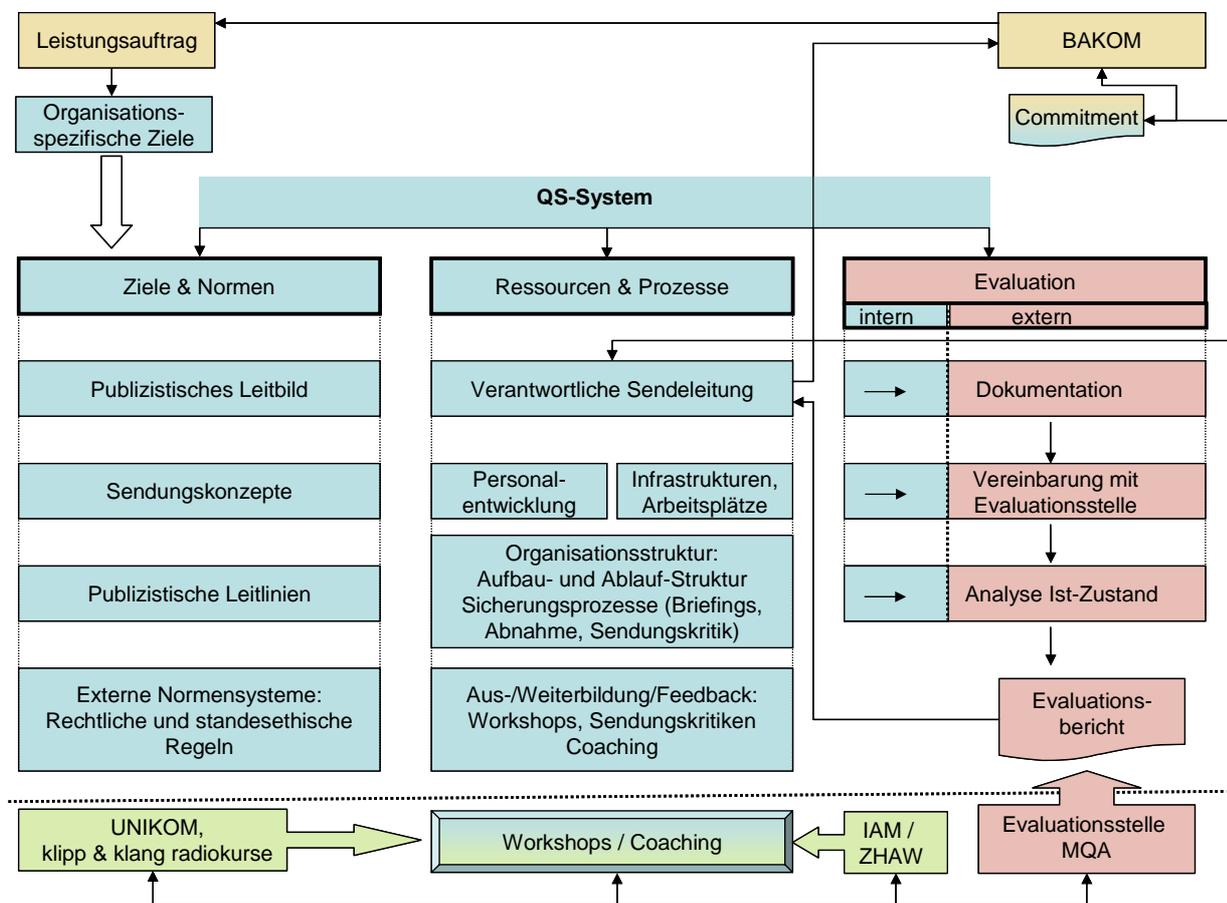 Leistungsauftrag
BAKOM
Organisations-
spezifische Ziele
Commitment
QS-System
Ziele & Normen
Ressourcen & Prozesse
Evaluation
intern
extern
Publizistisches Leitbild
Verantwortliche Sendeleitung
Dokumentation
Sendungskonzepte
Personal-
entwicklung
Infrastrukturen,
Arbeitsplätze
Vereinbarung mit
Evaluationsstelle
Publizistische Leitlinien
Organisationsstruktur:
Aufbau- und Ablauf-Struktur
Sicherungsprozesse (Briefings,
Abnahme, Sendungskritik)
Analyse Ist-Zustand
Externe Normensysteme:
Rechtliche und standesethische
Regeln
Aus-/Weiterbildung/Feedback:
Workshops, Sendungskritiken
Coaching
Evaluations-
bericht
UNIKOM,
klipp & klang radiokurse
Workshops / Coaching
IAM /
ZHAW
Evaluationsstelle
MQA